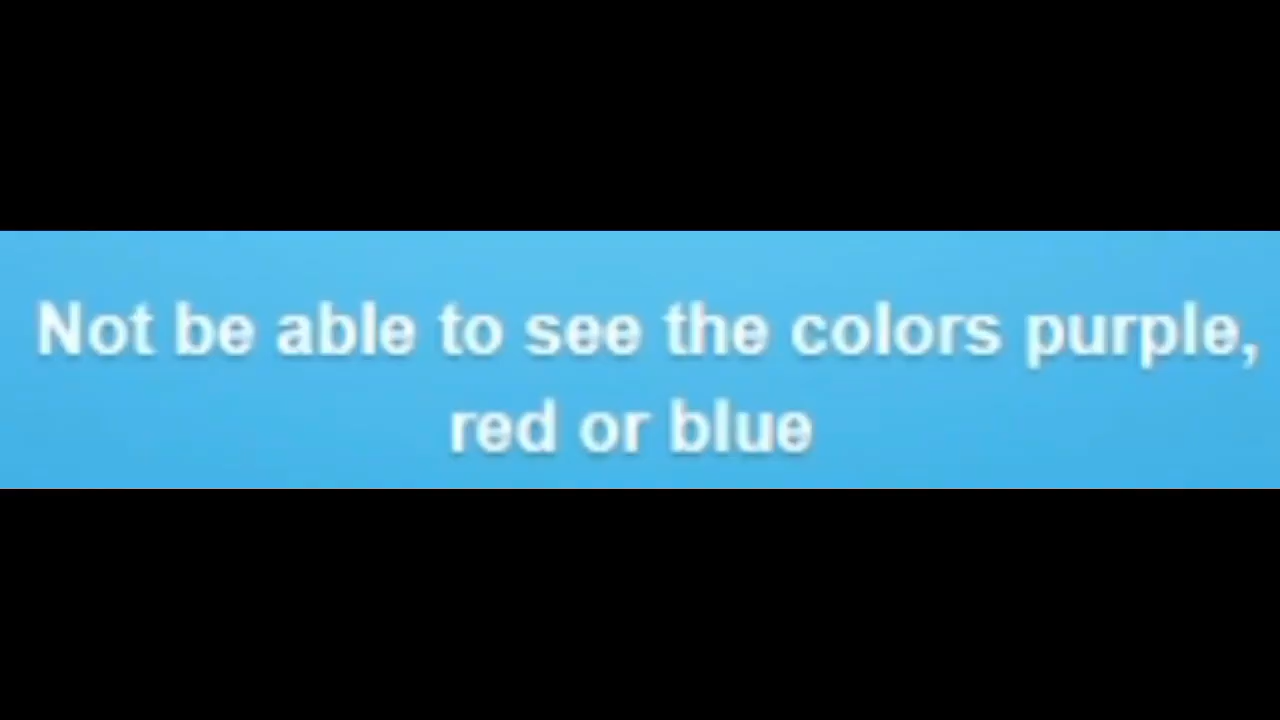 Not be able to see the colors purple,
red or blue